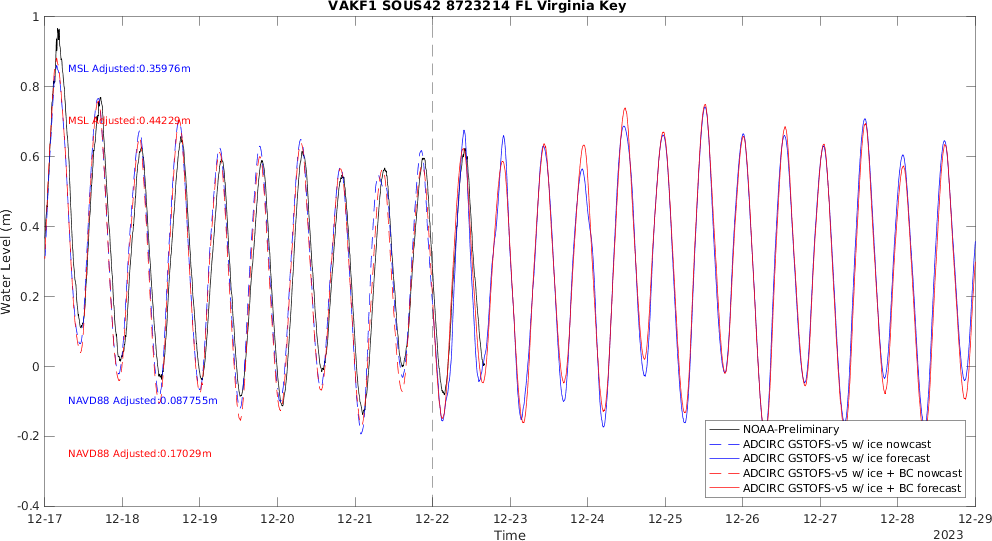 VAKF1 SOUS42 8723214 FL Virginia Key
1
0.8
0.6
0.4
0.2
0
-0.2
-0.4
Water Level (m)
MSL Adjusted:0.35976m
MSL Adjusted:0.44229m
NAVD88 Adjusted:0.087755m
NAVD88 Adjusted:0.17029m
NOAA-Preliminary
ADCIRC GSTOFS-v5 w/ ice nowcast
ADCIRC GSTOFS-v5 w/ ice forecast
ADCIRC GSTOFS-v5 w/ ice + BC nowcast
ADCIRC GSTOFS-v5 w/ ice + BC forecast
12-17 12-18 12-19 12-20 12-21 12-22 12-23 12-24 12-25 12-26 12-27 12-28 12-29
Time
2023